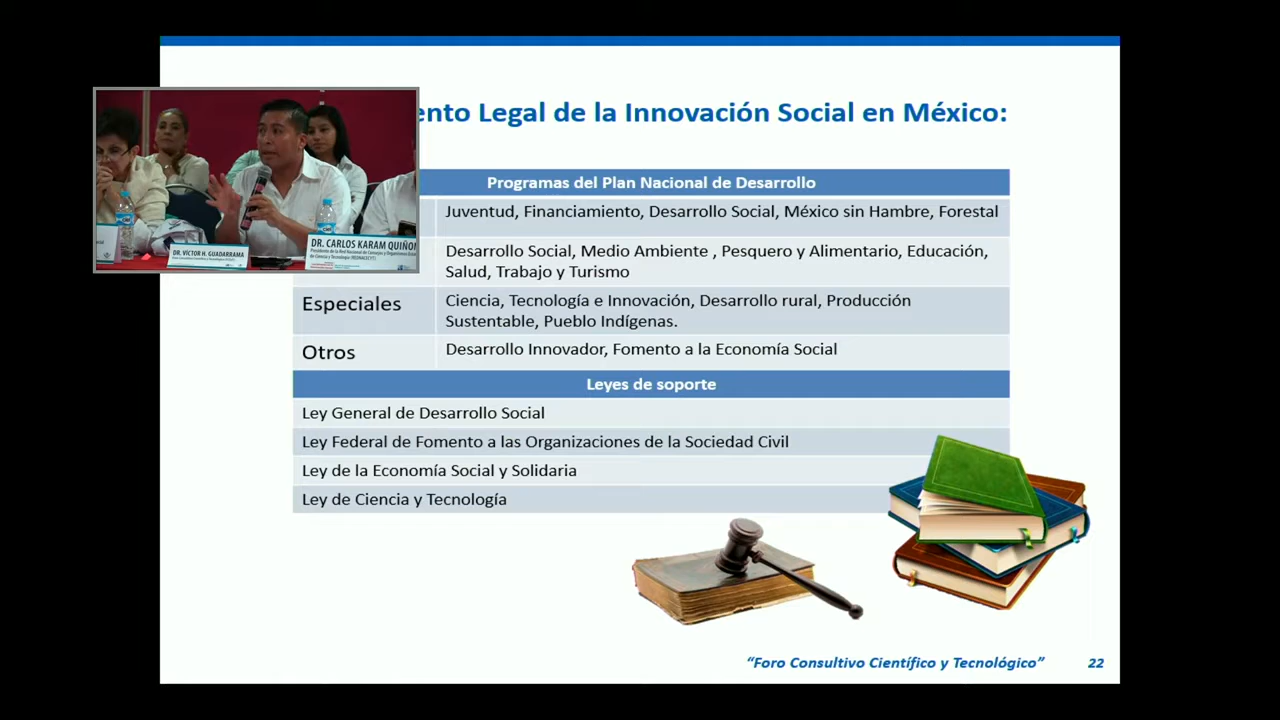 ento Legal de la Innovación Social en México:
Programas del Plan Nacional de Desarrollo
Juventud, Financiamiento, Desarrollo Social, México sin Hambre, Forestal
Desarrollo Social, Medio Ambiente , Pesquero y Alimentario, Educación,
Salud, Trabajo y Turismo
Especiales
Ciencia, Tecnología e Innovación, Desarrollo rural, Producción
Sustentable, Pueblo Indígenas.
Otros
Desarrollo Innovador, Fomento a la Economía Social
Leyes de soporte
Ley General de Desarrollo Social
Ley Federal de Fomento a las Organizaciones de la Sociedad Civil
Ley de la Economía Social y Solidaria
Ley de Ciencia y Tecnología
DR. VÍCTOR H. GUADARRAMA
DR. CARLOS KARAM QUIÑON
“Foro Consultivo Científico y Tecnológico”
22